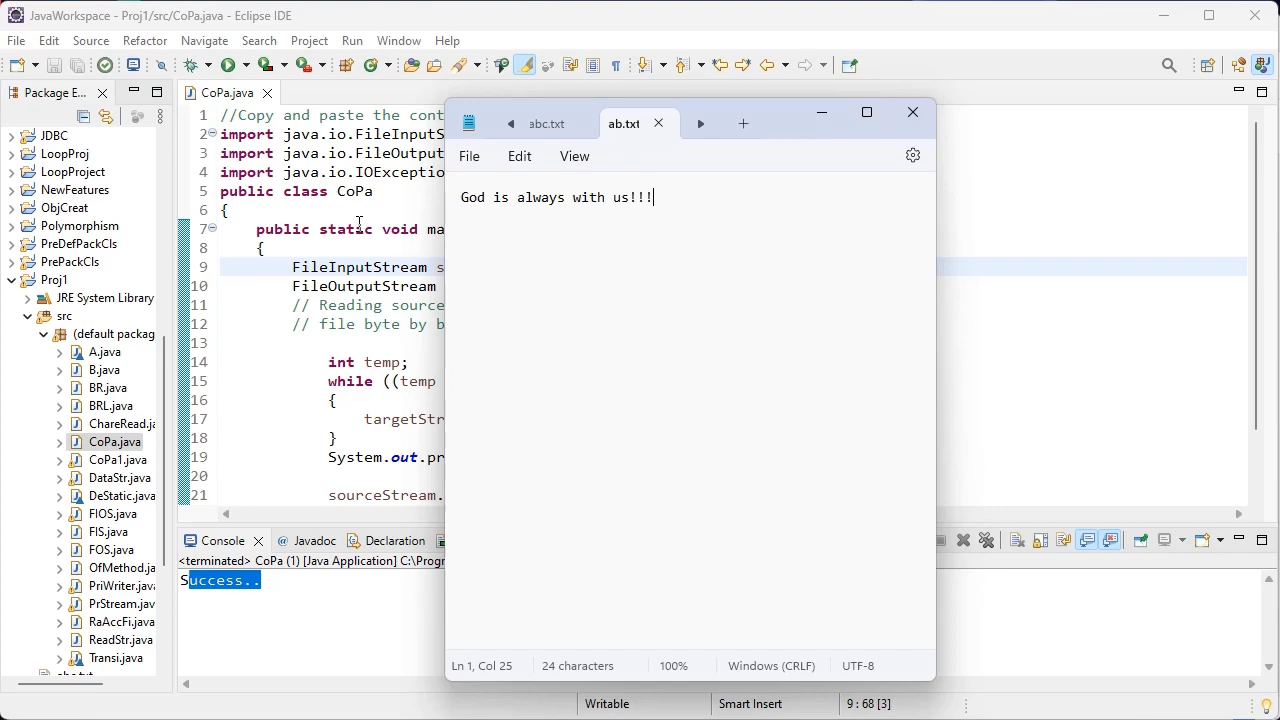 JavaWorkspace - Proj1/src/CoPa.java - Eclipse IDE
File Edit Source Refactor Navigate Search Project Run Window Help
Package E...
JDBC
LoopProj
LoopProject
NewFeatures
ObjCreat
Polymorphism
PreDefPackCls
PrePackCls
Proj1
JRE System Library
src
(default packag
A.java
B.java
BR.java
BRL.java
ChareRead.ja
CoPa.java
CoPa1.java
DataStr.java
DeStatic.java
FIOS.java
FIS.java
FOS.java
OfMethod.ja
PriWriter.java
PrStream.jav
RaAccFi.java
ReadStr.java
Transi.java
CoPa.java
1 //Copy and paste the cont
2 import java.io.FileInputS
3 import java.io.FileOutput
4 import java.io.IOExceptio
5 public class CoPa
6 {
7 public static void ma
8 {
9 FileInputStream s
10 FileOutputStream
11 // Reading source
12 // file byte by b
13
14 int temp;
15 while ((temp
16 {
17 targetStr
18 }
19 System.out.pr
20
21 sourceStream.
abc.txt ab.txt
File Edit View
God is always with us!!!
Ln 1, Col 25 24 characters 100% Windows (CRLF) UTF-8
Console Javadoc Declaration
<terminated> CoPa (1) [Java Application] C:\Progr
Success..
Writable Smart Insert 9 : 68 [3]